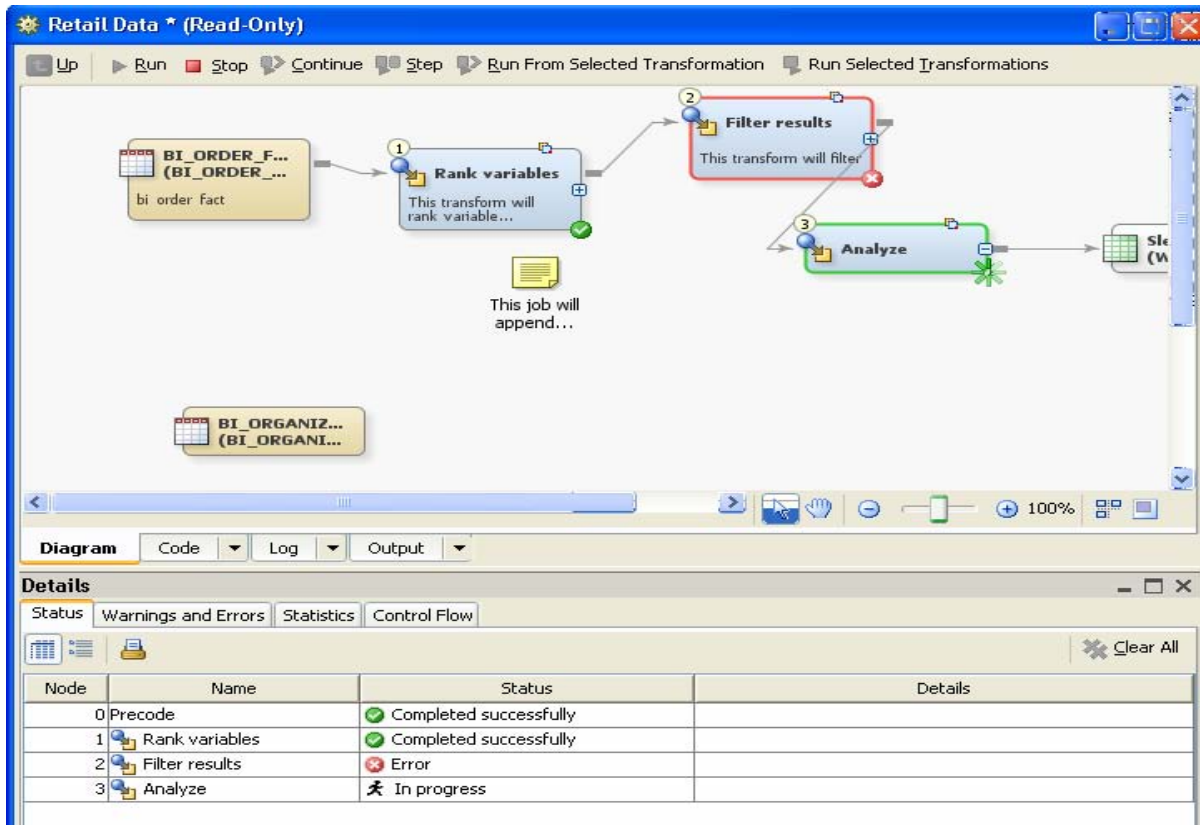 Retail Data * (Read-Only)
Up Run Stop Continue Step Run From Selected Transformation Run Selected Transformations
BI_ORDER_F...
(BI_ORDER_...
bi order fact
1
Rank variables
This transform will
rank variable...
2
Filter results
This transform will filter
3
Analyze
Sle
(W
This job will
append...
BI_ORGANIZ...
(BI_ORGANI...
100%
Diagram Code Log Output
Details
Status Warnings and Errors Statistics Control Flow
Clear All
Node Name Status Details
0 Precode Completed successfully
1 Rank variables Completed successfully
2 Filter results Error
3 Analyze In progress